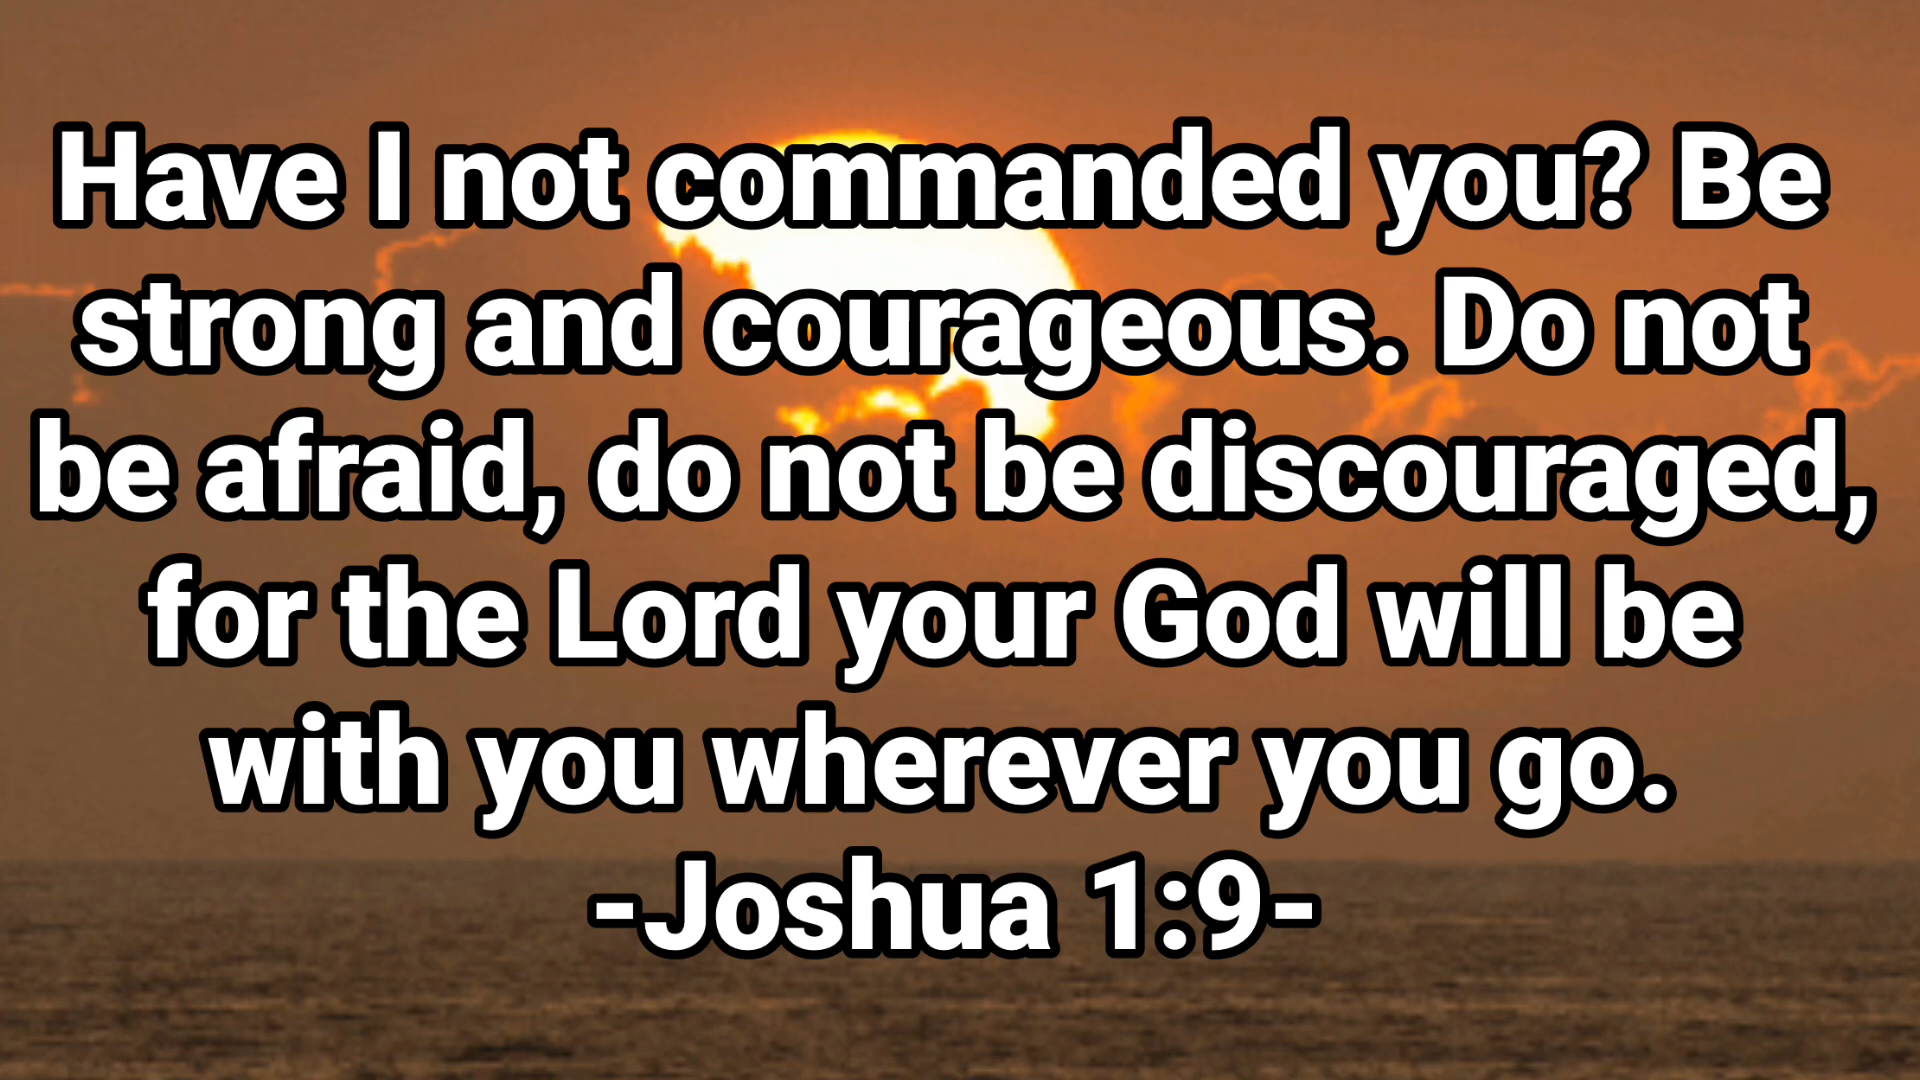 Have I not commanded you? Be
strong and courageous. Do not
be afraid, do not be discouraged,
for the Lord your God will be
with you wherever you go.
-Joshua 1:9-